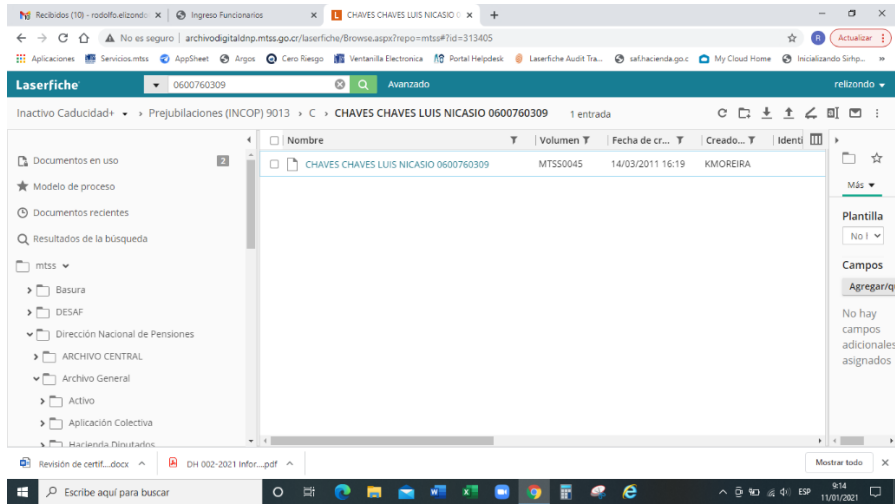 Recibidos (10) - rodolfo.elizondo
Ingreso Funcionarios
CHAVES CHAVES LUIS NICASIO
No es seguro | archivodigitaldnp.mtss.go.cr/laserfiche/Browse.aspx?repo=mtss#?id=313405
R
Actualizar
Aplicaciones
Servicios.mtss
AppSheet
Argos
Cero Riesgo
Ventanilla Electronica
Portal Helpdesk
Laserfiche Audit Tra...
saf.hacienda.go.c
My Cloud Home
Inicializando Sirhp...
Laserfiche
0600760309
Avanzado
relizondo
Inactivo Caducidad+
Prejubilaciones (INCOP) 9013 > C > CHAVES CHAVES LUIS NICASIO 0600760309
1 entrada
Nombre
Volumen
Fecha de cr...
Creado...
Identi
CHAVES CHAVES LUIS NICASIO 0600760309
MTSS0045
14/03/2011 16:19
KMOREIRA
Documentos en uso
2
Modelo de proceso
Documentos recientes
Resultados de la búsqueda
mtss
Basura
DESAF
Dirección Nacional de Pensiones
ARCHIVO CENTRAL
Archivo General
Activo
Aplicación Colectiva
Hacienda Diputados
Más
Plantilla
No l
Campos
Agregar/qu
No hay
campos
adicionales
asignados
Revisión de certif....docx
DH 002-2021 Infor....pdf
Mostrar todo
Escribe aquí para buscar
ESP
9:14
11/01/2021